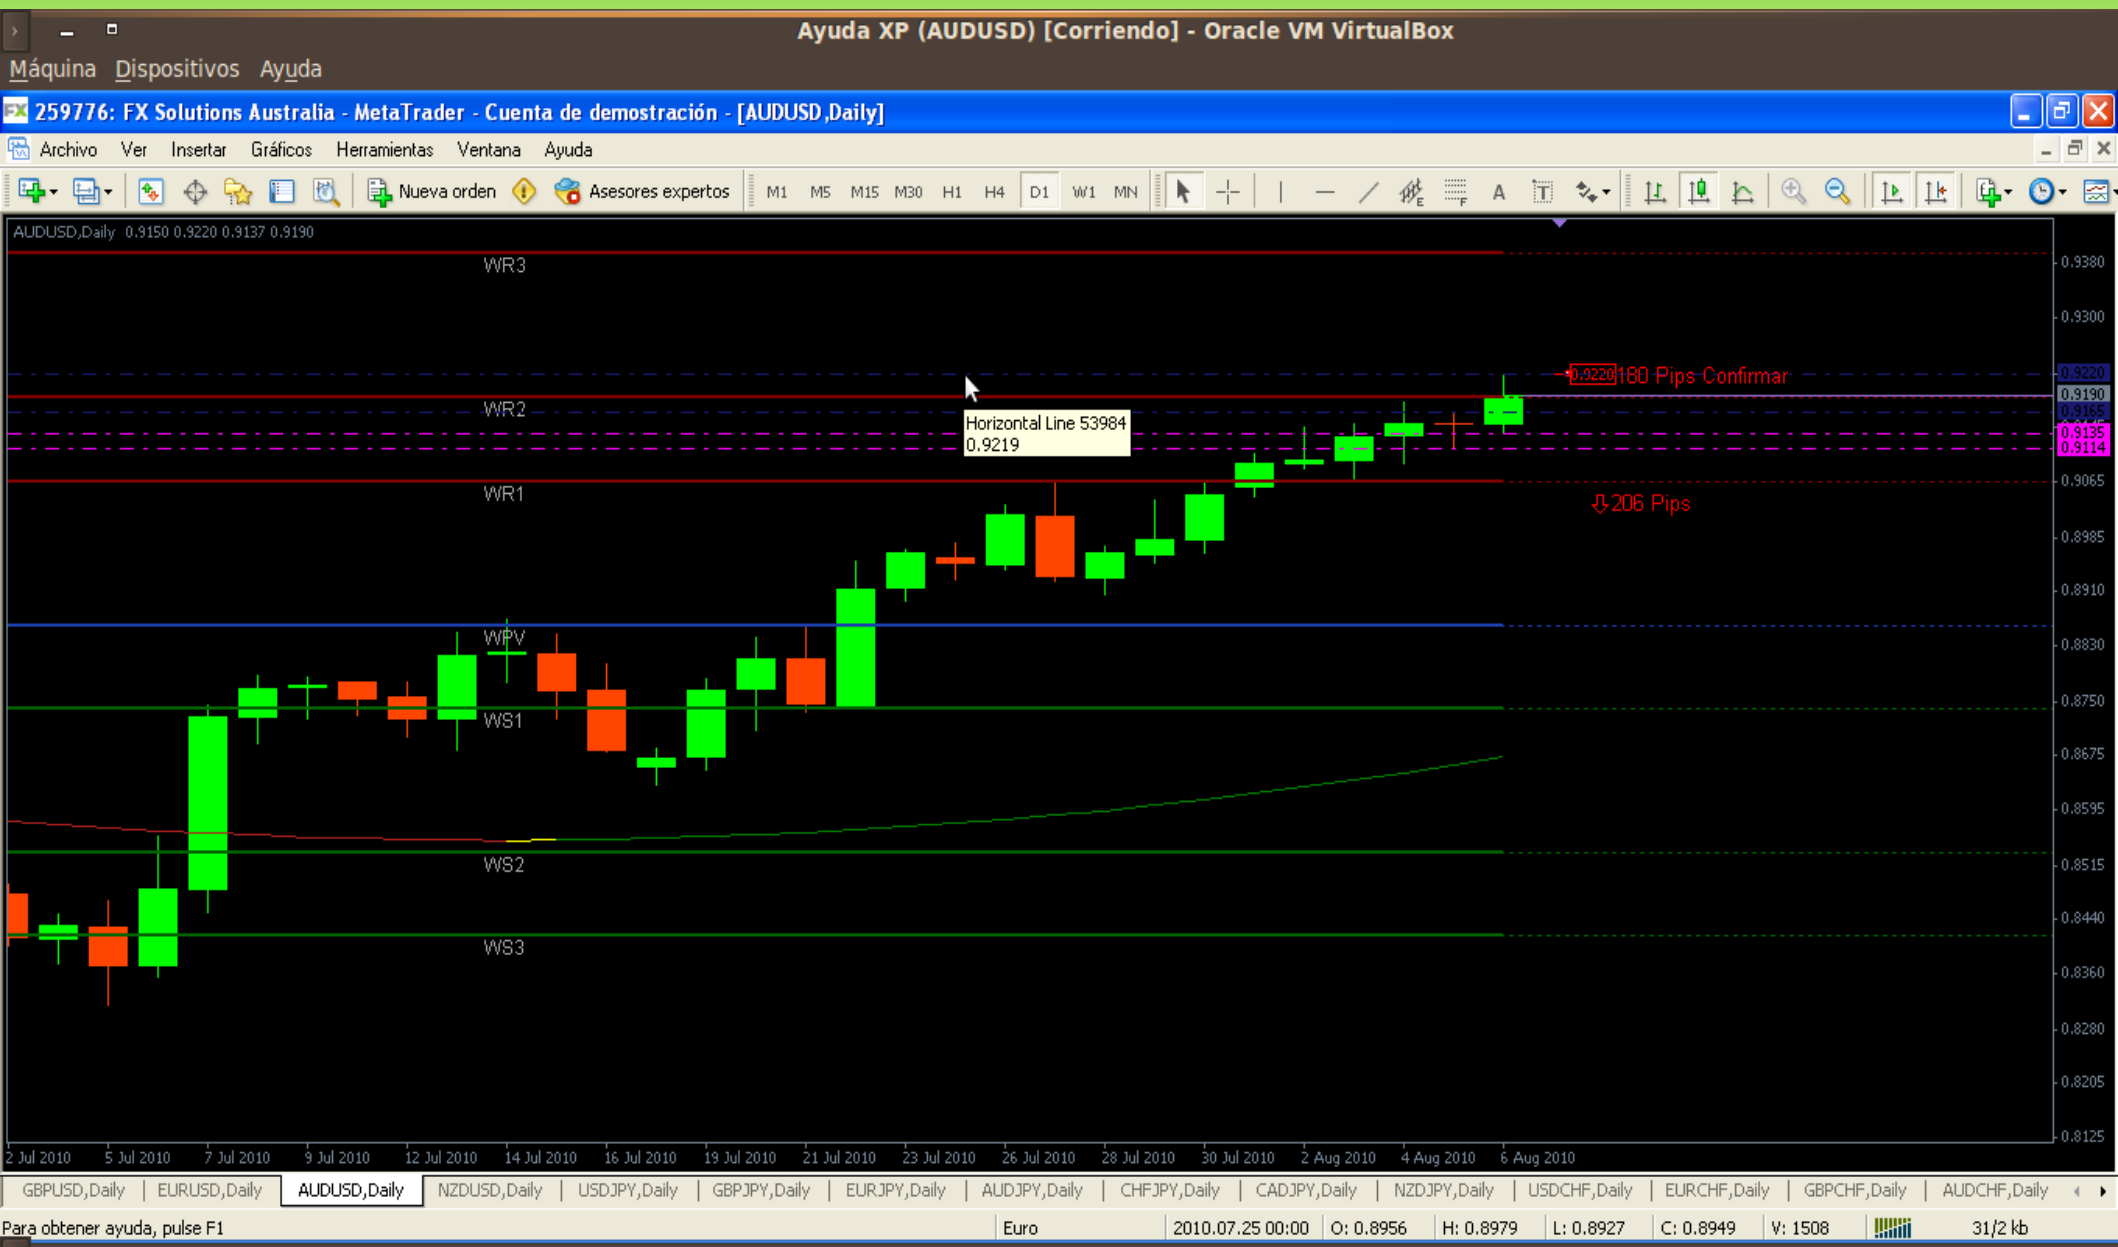 Ayuda XP (AUDUSD) [Corriendo] - Oracle VM VirtualBox
Máquina Dispositivos Ayuda
FX 259776: FX Solutions Australia - MetaTrader - Cuenta de demostración - [AUDUSD,Daily]
Archivo Ver Insertar Gráficos Herramientas Ventana Ayuda
Nueva orden Asesores expertos M1 M5 M15 M30 H1 H4 D1 W1 MN E F A T
AUDUSD,Daily 0.9150 0.9220 0.9137 0.9190
WR3
0.9380
0.9300
0.9220 180 Pips Confirmar 0.9220
0.9190
WR2 0.9165
Horizontal Line 53984
0.9219
0.9135
0.9114
WR1 0.9065
206 Pips
0.8985
0.8910
WPV 0.8830
0.8750
WS1
0.8675
0.8595
WS2 0.8515
0.8440
WS3
0.8360
0.8280
0.8205
0.8125
2 Jul 2010 5 Jul 2010 7 Jul 2010 9 Jul 2010 12 Jul 2010 14 Jul 2010 16 Jul 2010 19 Jul 2010 21 Jul 2010 23 Jul 2010 26 Jul 2010 28 Jul 2010 30 Jul 2010 2 Aug 2010 4 Aug 2010 6 Aug 2010
GBPUSD,Daily EURUSD,Daily AUDUSD,Daily NZDUSD,Daily USDJPY,Daily GBPJPY,Daily EURJPY,Daily AUDJPY,Daily CHFJPY,Daily CADJPY,Daily NZDJPY,Daily USDCHF,Daily EURCHF,Daily GBPCHF,Daily AUDCHF,Daily
Para obtener ayuda, pulse F1 Euro 2010.07.25 00:00 O: 0.8956 H: 0.8979 L: 0.8927 C: 0.8949 V: 1508 31/2 kb